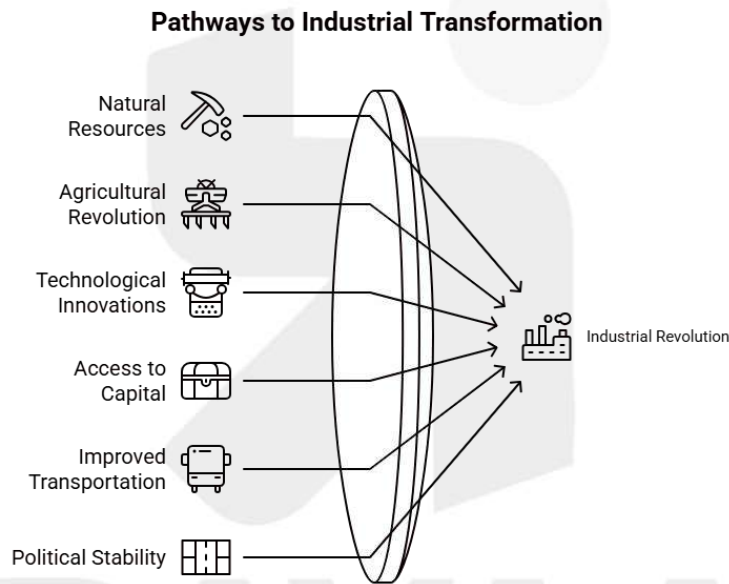 Pathways to Industrial Transformation
Natural
Resources
Agricultural
Revolution
Technological
Innovations
Access to
Capital
Improved
Transportation
Political Stability
Industrial Revolution